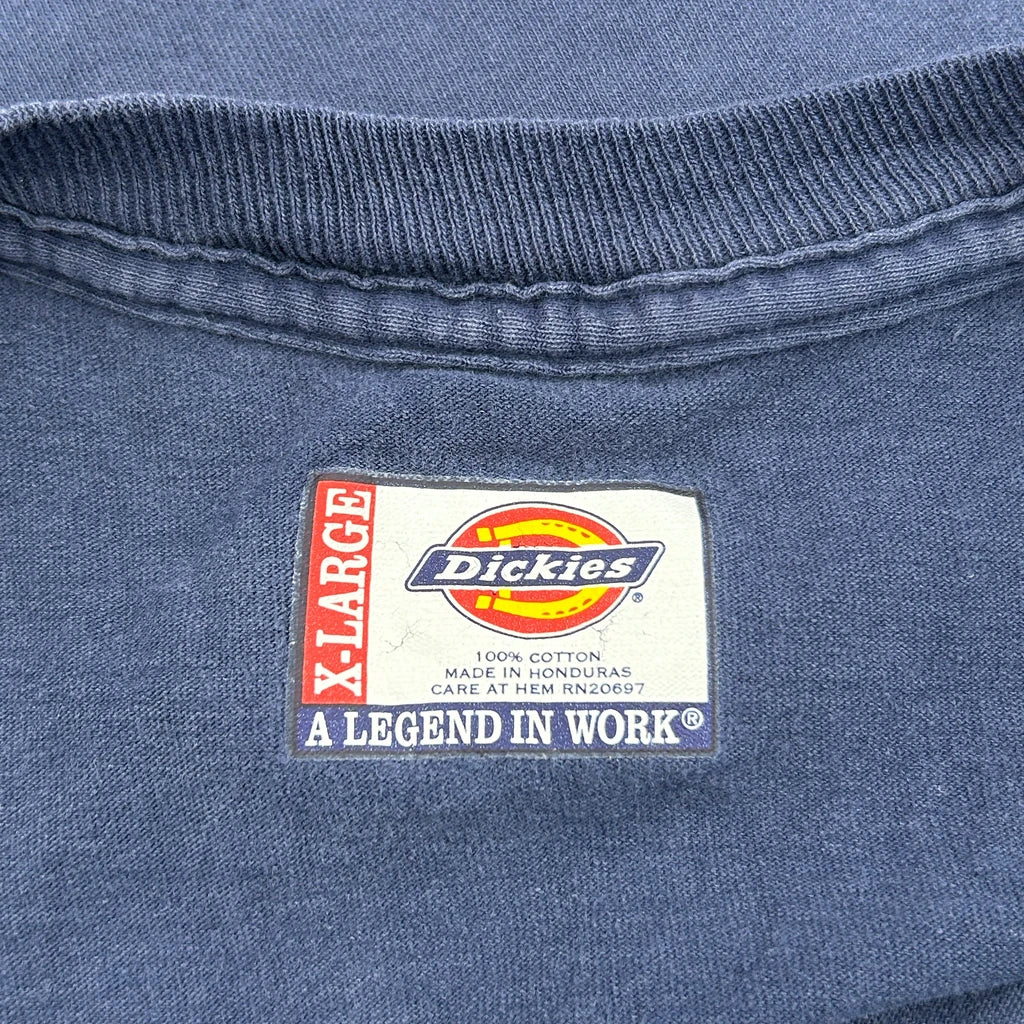 X-LARGE
Dickies®
100% COTTON
MADE IN HONDURAS
CARE AT HEM RN20697
A LEGEND IN WORK®